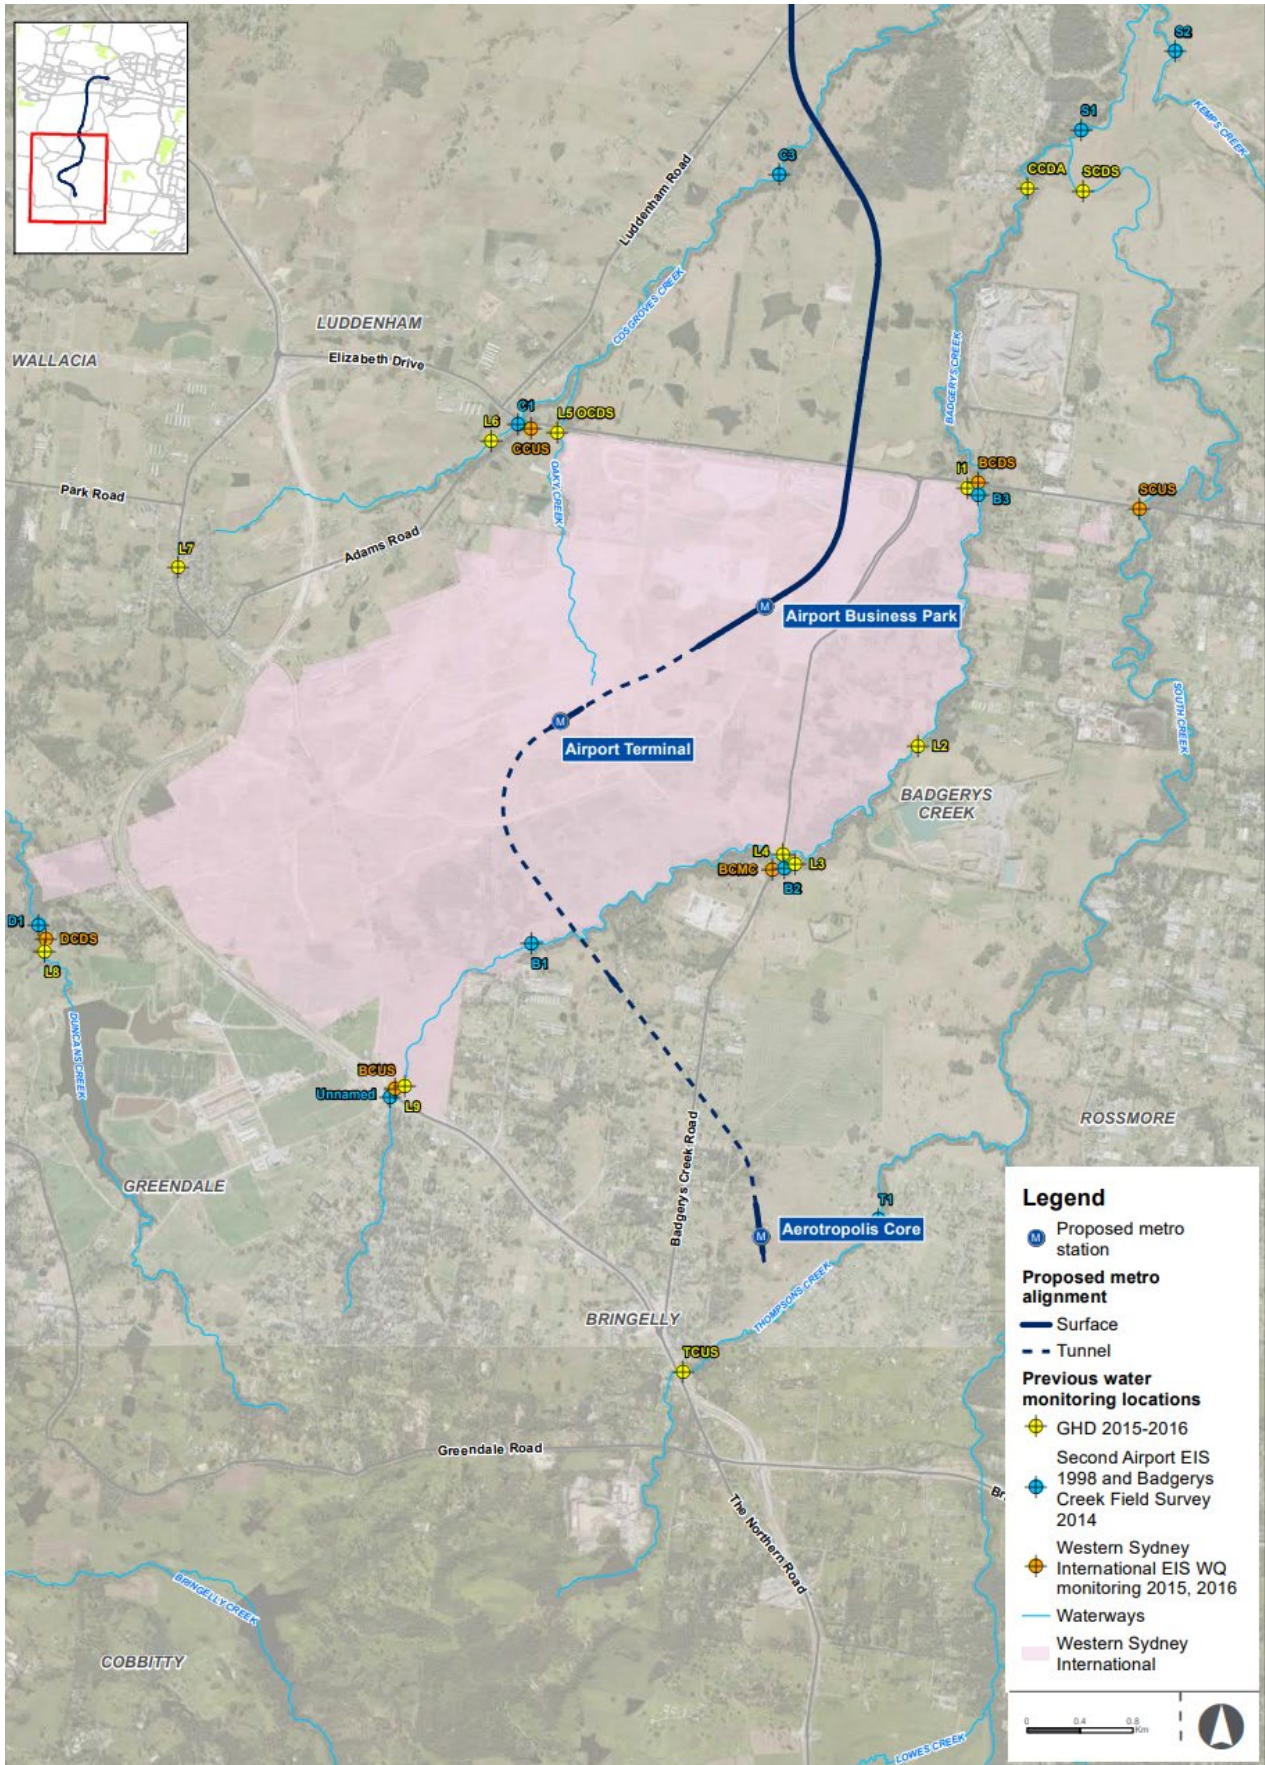 S2
S1
KEMPS CREEK
C3
CCDA
SCDS
Luddenham Road
COSGROVES CREEK
LUDDENHAM
WALLACIA
Elizabeth Drive
BADGERYS CREEK
C1
L5 OCDS
L6
CCUS
OAKY CREEK
I1
BCDS
B3
SCUS
Park Road
Adams Road
L7
Airport Business Park
Airport Terminal
SOUTH CREEK
L2
BADGERYS
CREEK
L4
L3
BCMC
B2
D1
DCDS
L8
B1
DUNCANS CREEK
BCUS
Unnamed
L9
Badgerys Creek Road
ROSSMORE
GREENDALE
T1
Aerotropolis Core
THOMPSONS CREEK
BRINGELLY
TCUS
Greendale Road
The Northern Road
Br
BRINGELLY CREEK
COBBITTY
LOWES CREEK
Legend
M Proposed metro
station
Proposed metro
alignment
Surface
Tunnel
Previous water
monitoring locations
GHD 2015-2016
Second Airport EIS
1998 and Badgerys
Creek Field Survey
2014
Western Sydney
International EIS WQ
monitoring 2015, 2016
Waterways
Western Sydney
International
0 0.4 0.8
Km